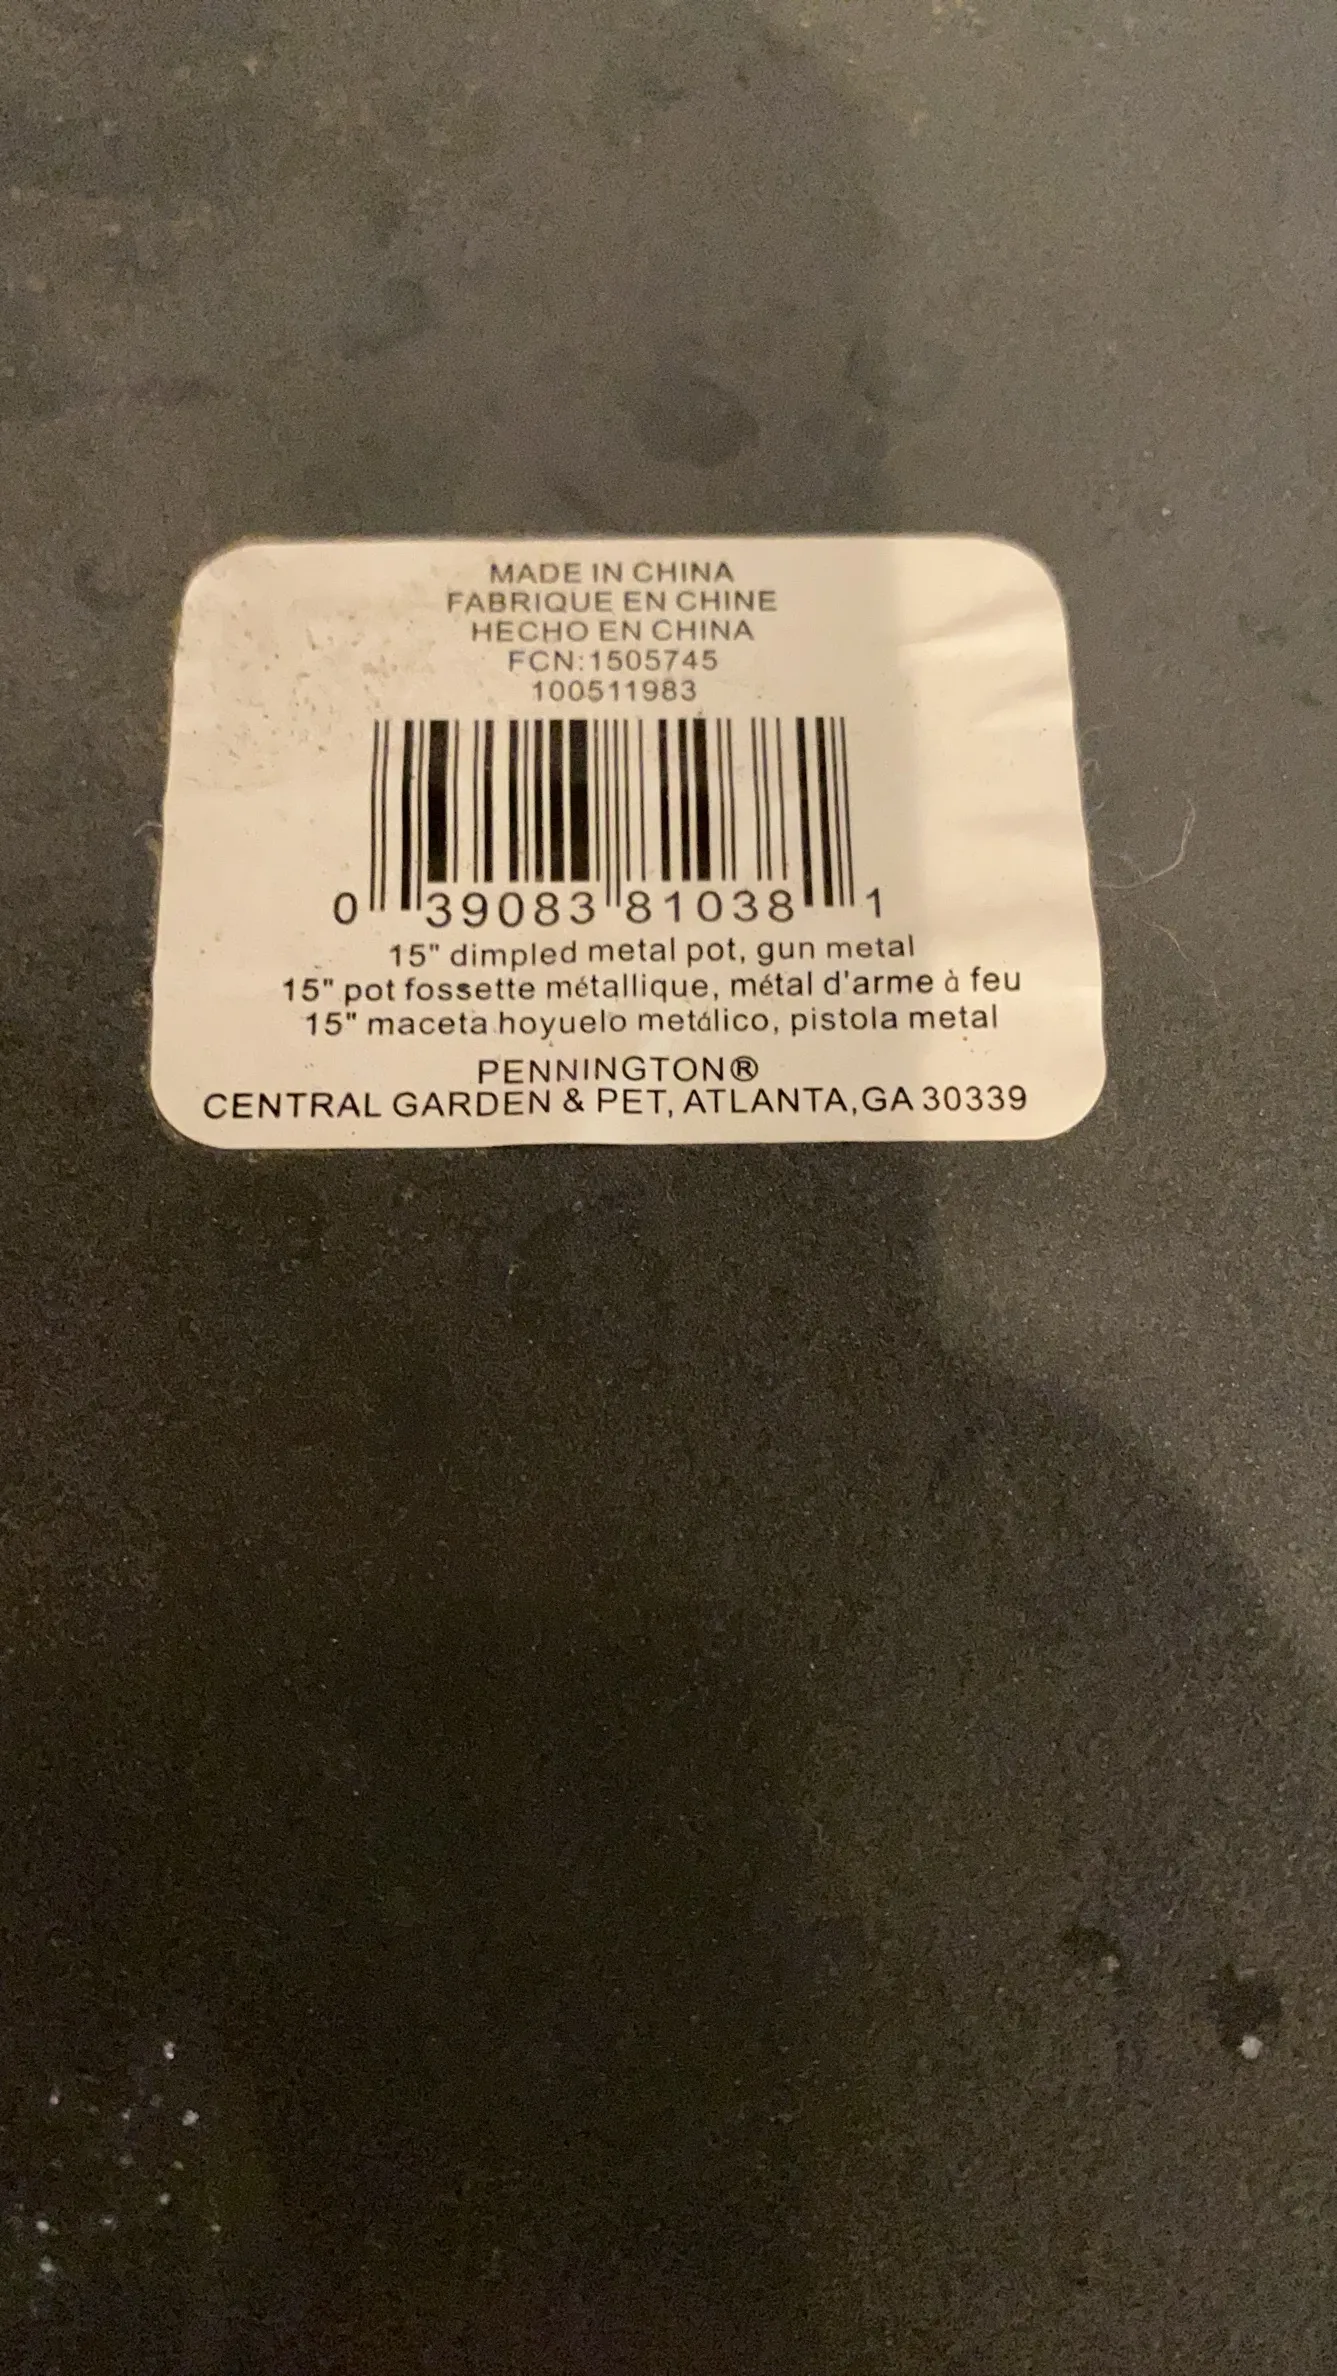 MADE IN CHINA
FABRIQUE EN CHINE
HECHO EN CHINA
FCN:1505745
100511983
0 39083 81038 1
15" dimpled metal pot, gun metal
15" pot fossette métallique, métal d'arme à feu
15" maceta hoyuelo metálico, pistola metal
PENNINGTON®
CENTRAL GARDEN & PET, ATLANTA,GA 30339